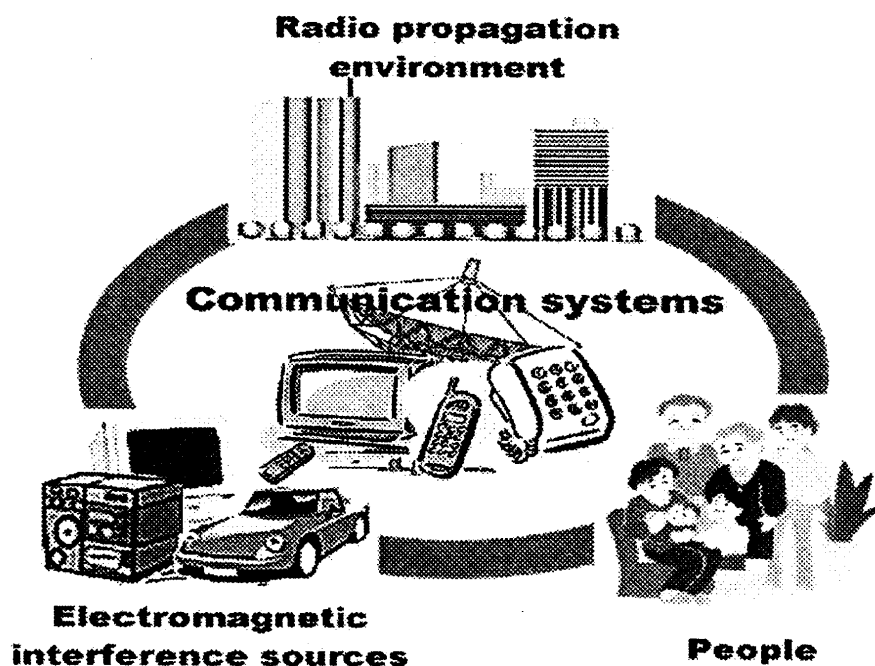 Radio propagation
environment
Communication systems
Electromagnetic
interference sources
People